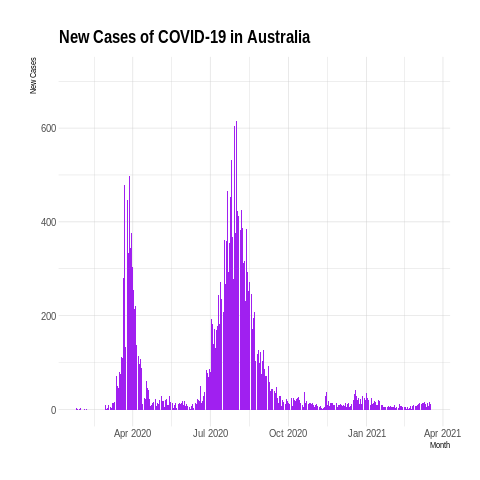 New Cases of COVID-19 in Australia
New Cases
600
400
200
0
Apr 2020 Jul 2020 Oct 2020 Jan 2021 Apr 2021
Month